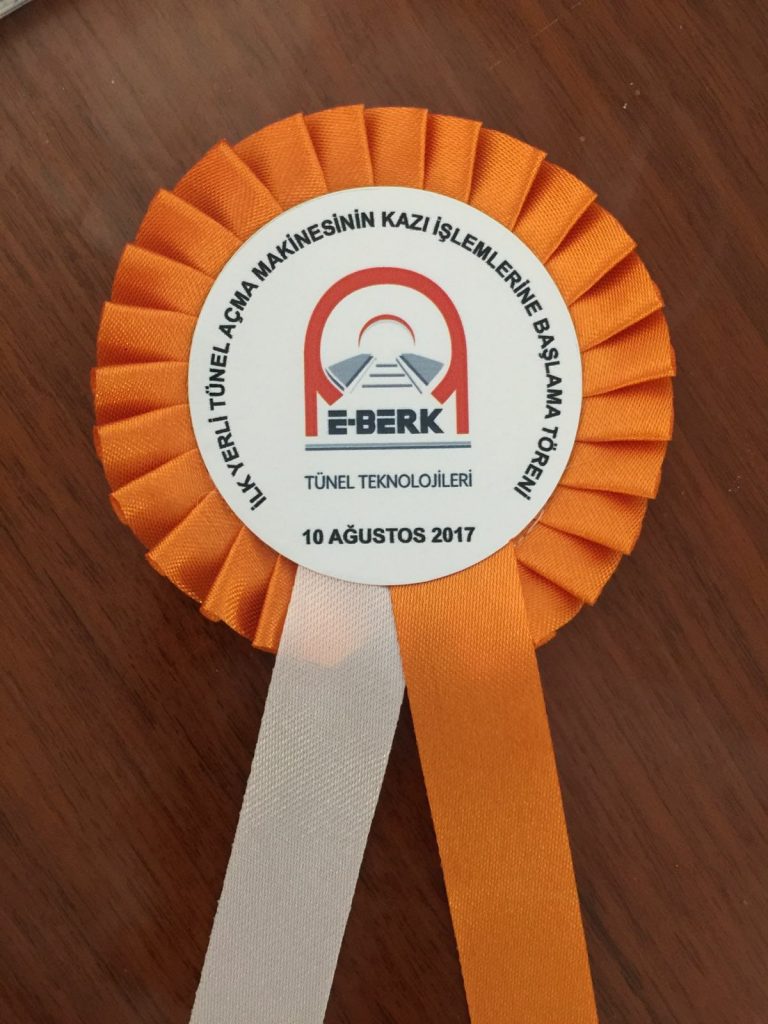 İLK YERLİ TÜNEL AÇMA MAKİNESİNİN KAZI İŞLEMLERİNE BAŞLAMA TÖRENİ
E-BERK
TÜNEL TEKNOLOJİLERİ
10 AĞUSTOS 2017